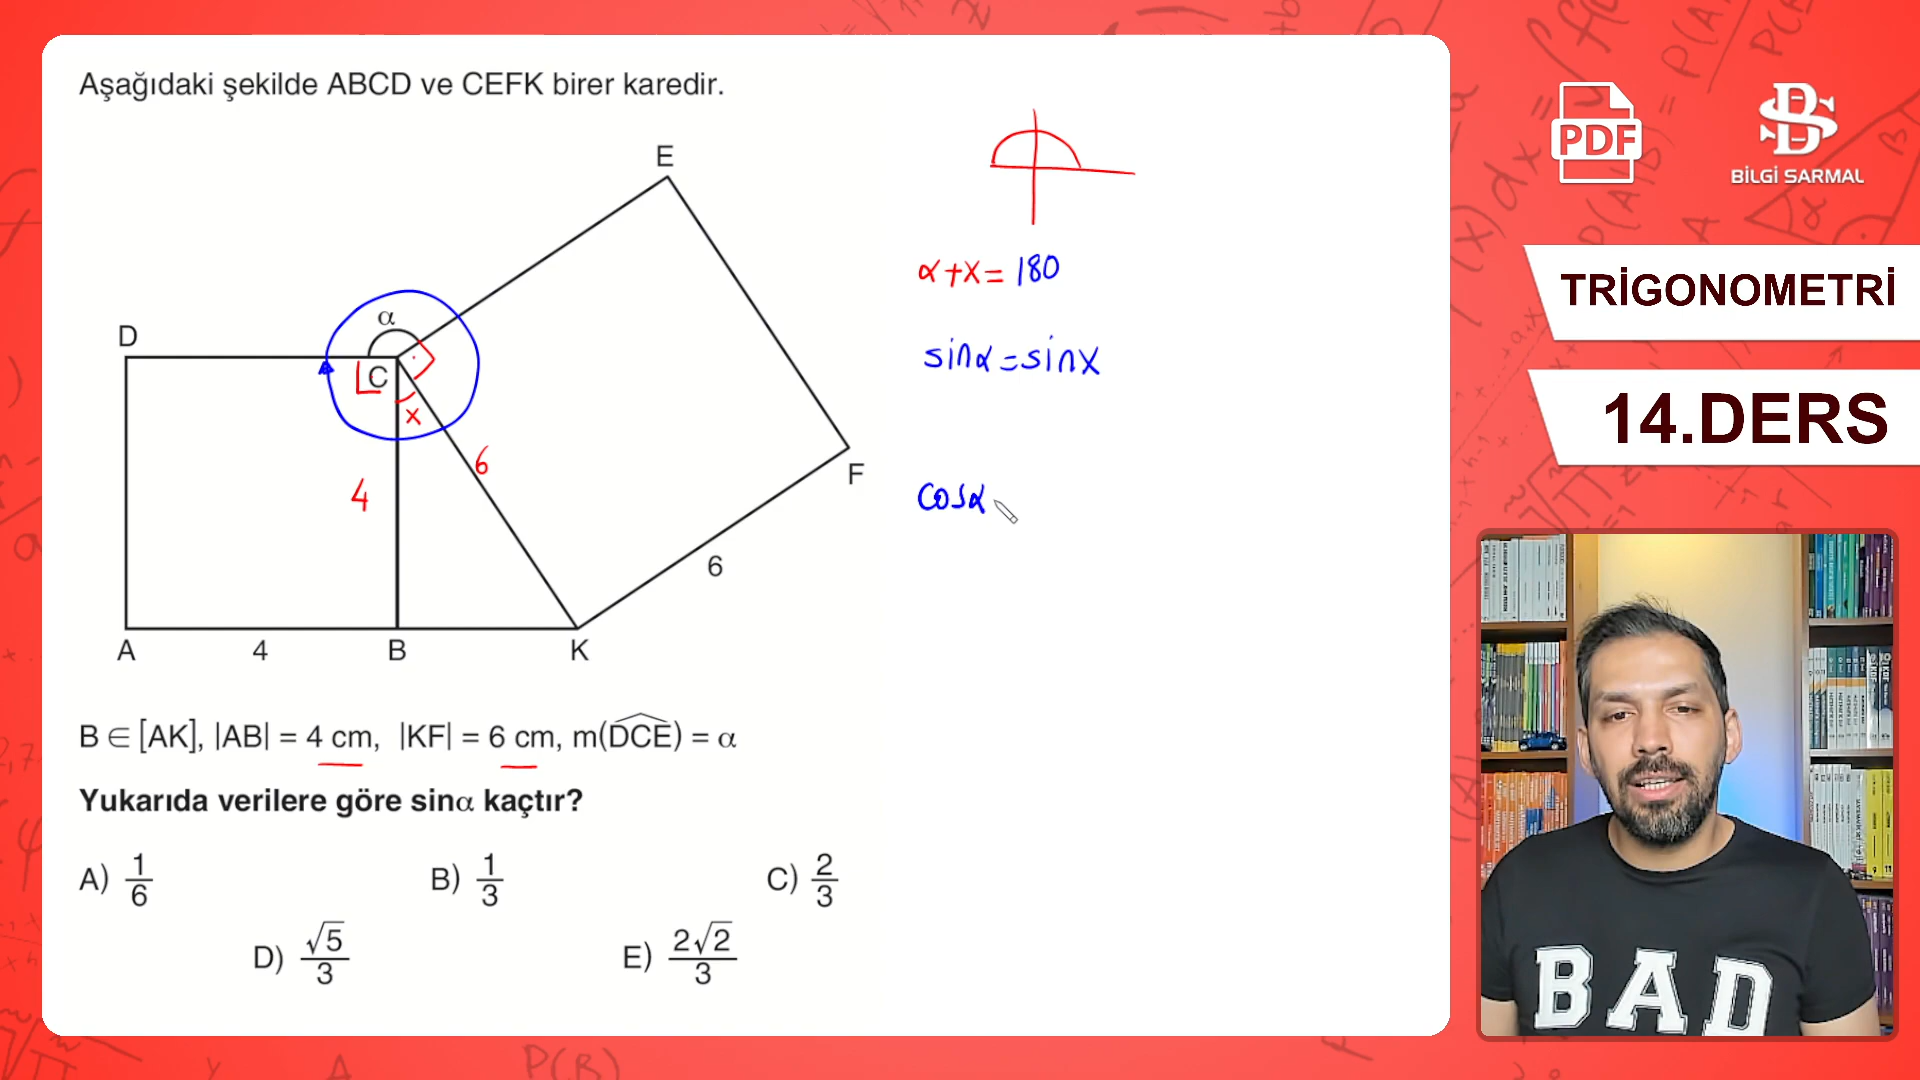 Aşağıdaki şekilde ABCD ve CEFK birer karedir.
E
D
α
C
x
6
4
F
6
A
4
B
K
α+x=180
sinα=sinx
cosα
B ∈ [AK], |AB| = 4 cm, |KF| = 6 cm, m(DCE) = α
Yukarıda verilere göre sinα kaçtır?
A) 1/6 B) 1/3 C) 2/3
D) √5/3 E) 2√2/3
PDF
BS
BİLGİ SARMAL
TRİGONOMETRİ
14.DERS
BAD
P(B)